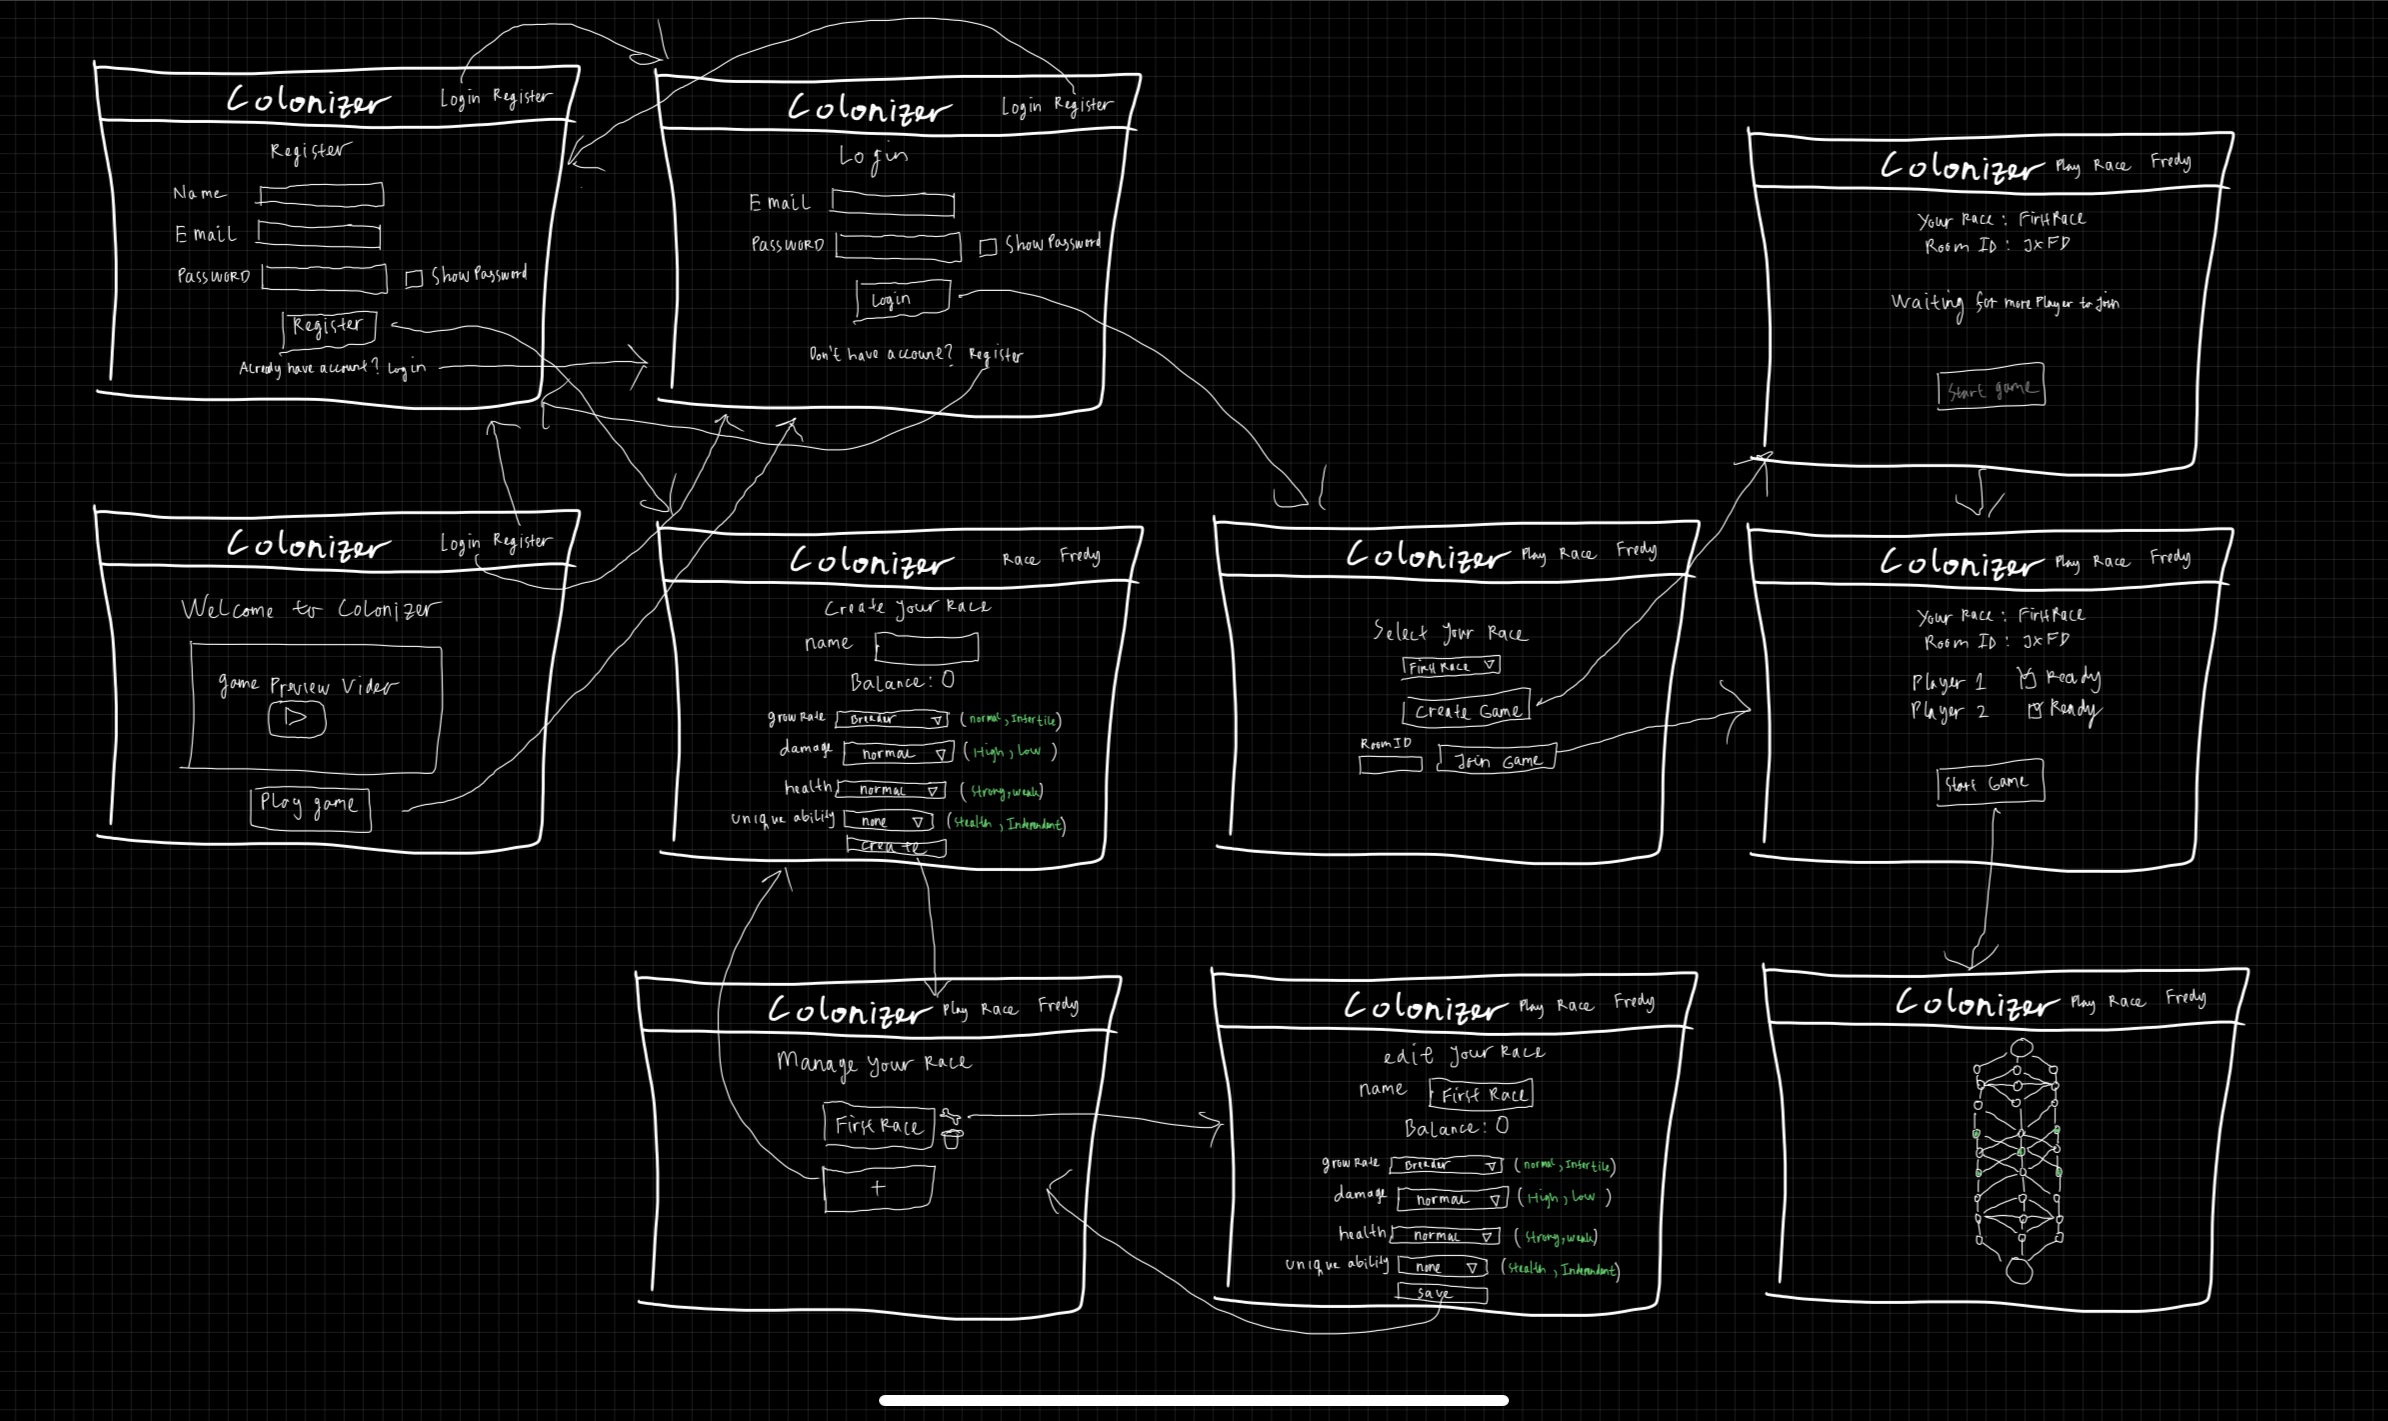 Colonizer Login Register
Register
Name
Email
Password Show Password
Register
Already have account? Login
Colonizer Login Register
Login
Email
Password Show Password
Login
Don't have account? Register
Colonizer Play Race Fredy
Your Race : FirstRace
Room ID : JxFD
Waiting for more Player to Join
Start game
Colonizer Login Register
Welcome to Colonizer
game Preview Video
Play game
Colonizer Race Fredy
Create Your Race
name
Balance: 0
grow Rate Breeder (normal, Infertile)
damage normal (High, low)
health normal (Strong, weak)
unique ability none (Stealth, Independent)
create
Colonizer Play Race Fredy
Select Your Race
First Race
Create Game
Room ID
Join Game
Colonizer Play Race Fredy
Your Race : FirstRace
Room ID : JxFD
Player 1 Ready
Player 2 Ready
Start Game
Colonizer Play Race Fredy
Manage Your Race
First Race
+
Colonizer Play Race Fredy
edit Your Race
name First Race
Balance: 0
grow Rate Breeder (normal, Infertile)
damage normal (High, low)
health normal (Strong, weak)
unique ability none (Stealth, Independent)
save
Colonizer Play Race Fredy